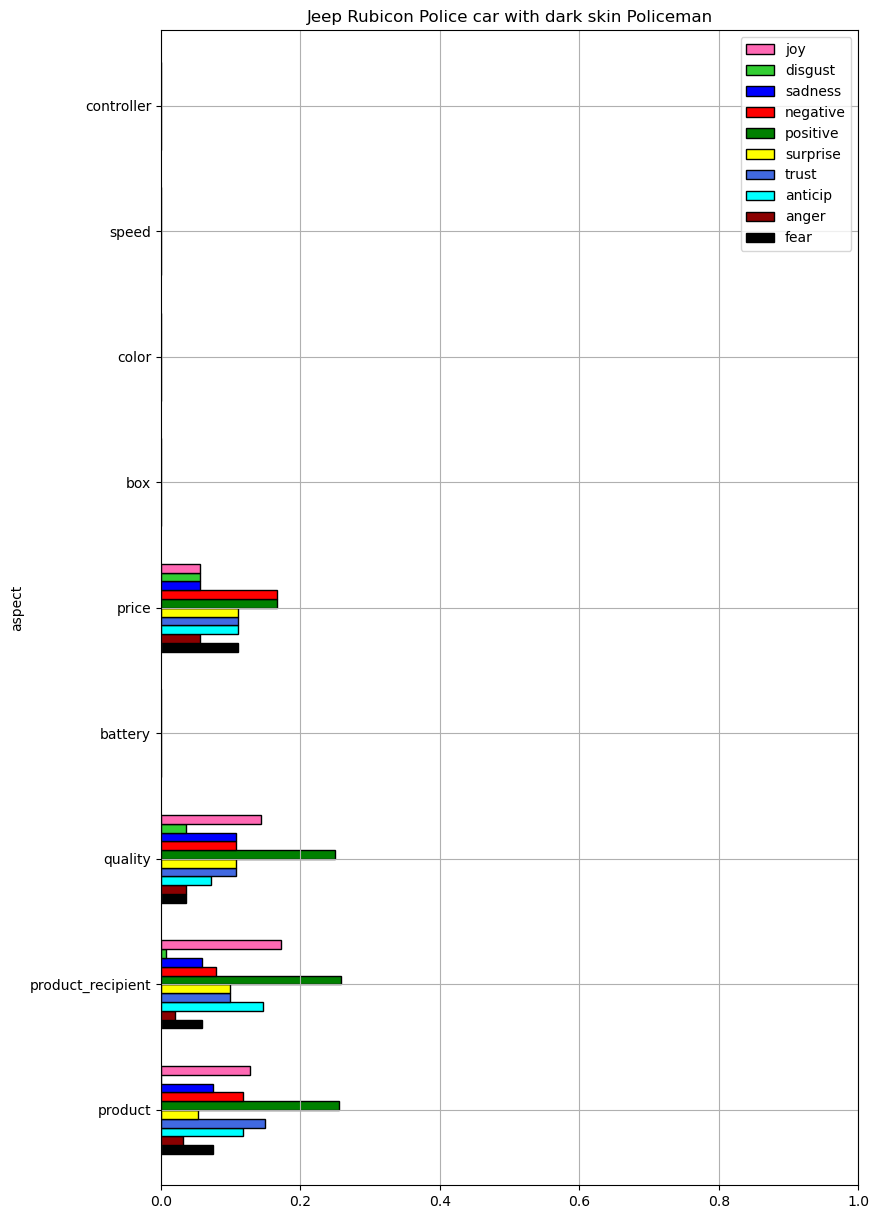 Jeep Rubicon Police car with dark skin Policeman
joy
disgust
sadness
negative
positive
surprise
trust
anticip
anger
fear
controller
speed
color
box
price
battery
quality
product_recipient
product
aspect
0.0 0.2 0.4 0.6 0.8 1.0